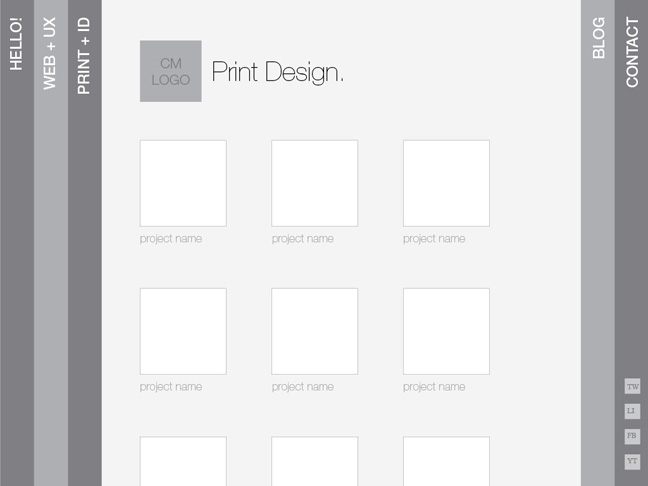 HELLO!
WEB + UX
PRINT + ID
CM
LOGO
Print Design.
project name
project name
project name
project name
project name
project name
BLOG
CONTACT
TW
LI
FB
YT